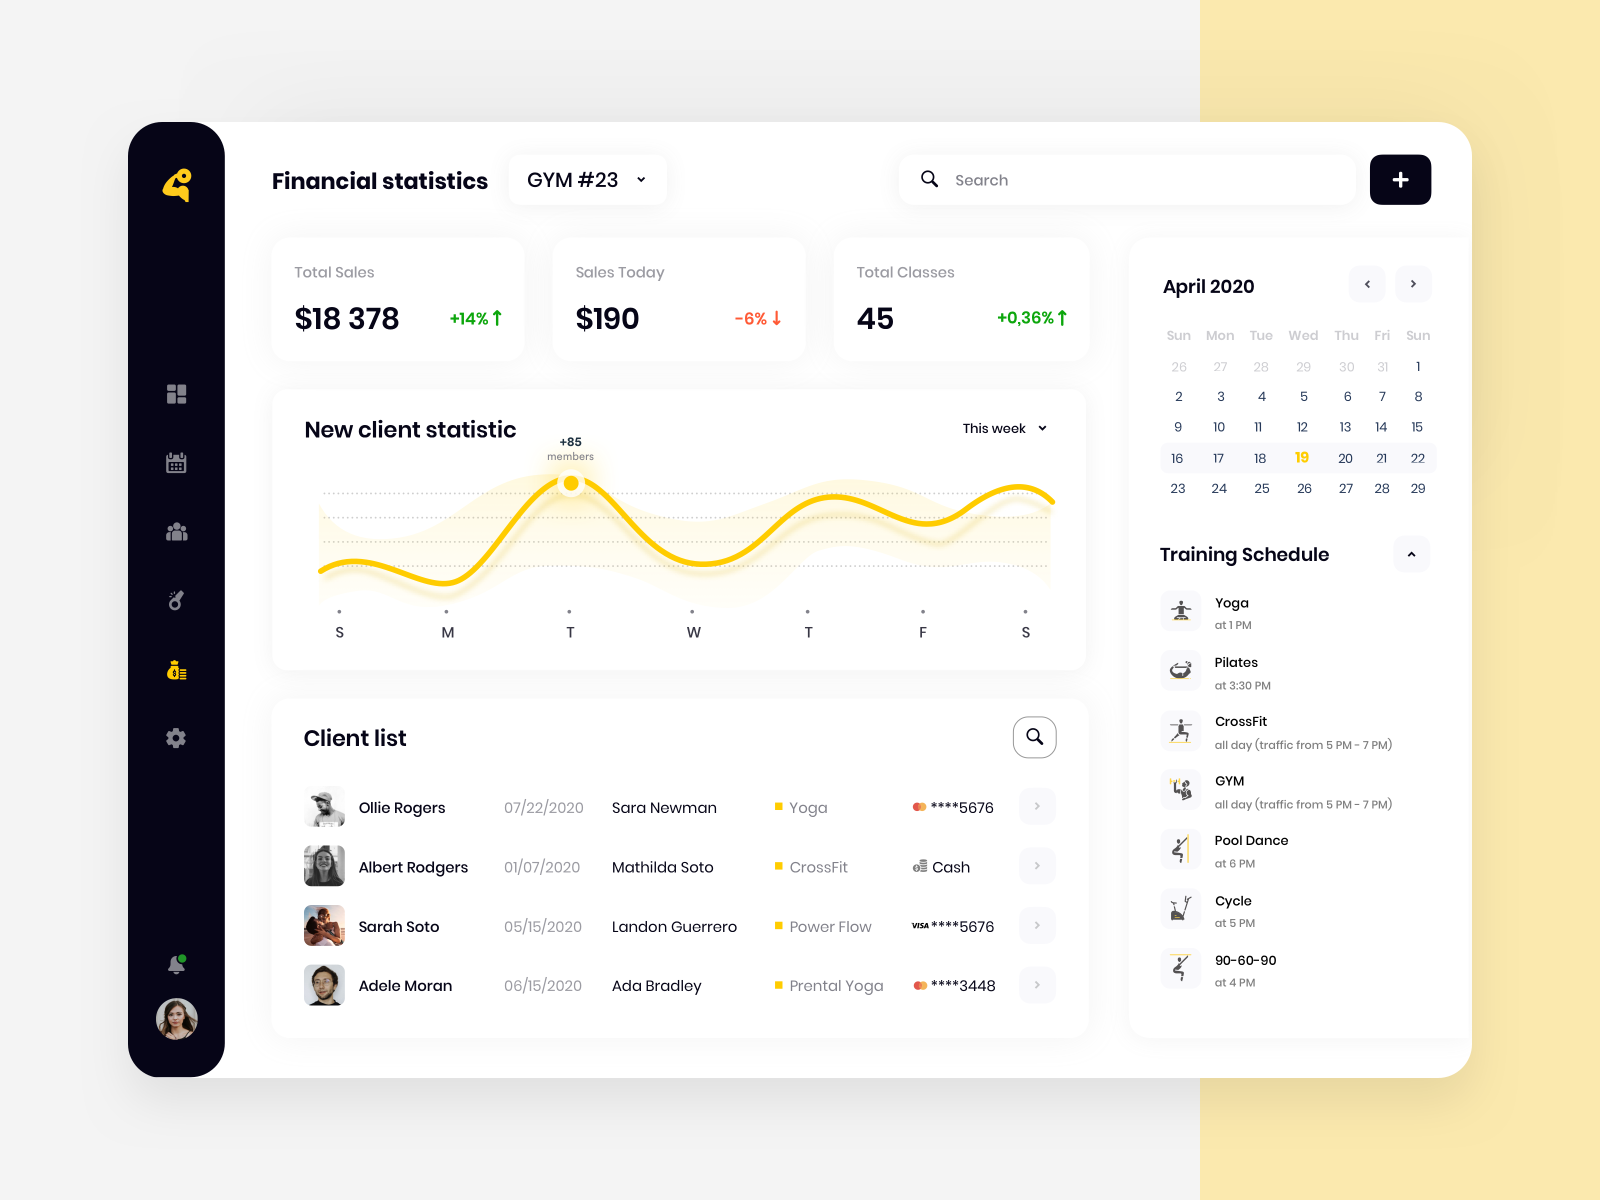 Financial statistics
GYM #23
Search
Total Sales
$18 378
+14%
Sales Today
$190
-6%
Total Classes
45
+0,36%
New client statistic
This week
+85
members
S M T W T F S
Client list
Ollie Rogers 07/22/2020 Sara Newman Yoga ****5676
Albert Rodgers 01/07/2020 Mathilda Soto CrossFit Cash
Sarah Soto 05/15/2020 Landon Guerrero Power Flow VISA ****5676
Adele Moran 06/15/2020 Ada Bradley Prental Yoga ****3448
April 2020
Sun Mon Tue Wed Thu Fri Sun
26 27 28 29 30 31 1
2 3 4 5 6 7 8
9 10 11 12 13 14 15
16 17 18 19 20 21 22
23 24 25 26 27 28 29
Training Schedule
Yoga
at 1 PM
Pilates
at 3:30 PM
CrossFit
all day (traffic from 5 PM - 7 PM)
GYM
all day (traffic from 5 PM - 7 PM)
Pool Dance
at 6 PM
Cycle
at 5 PM
90-60-90
at 4 PM